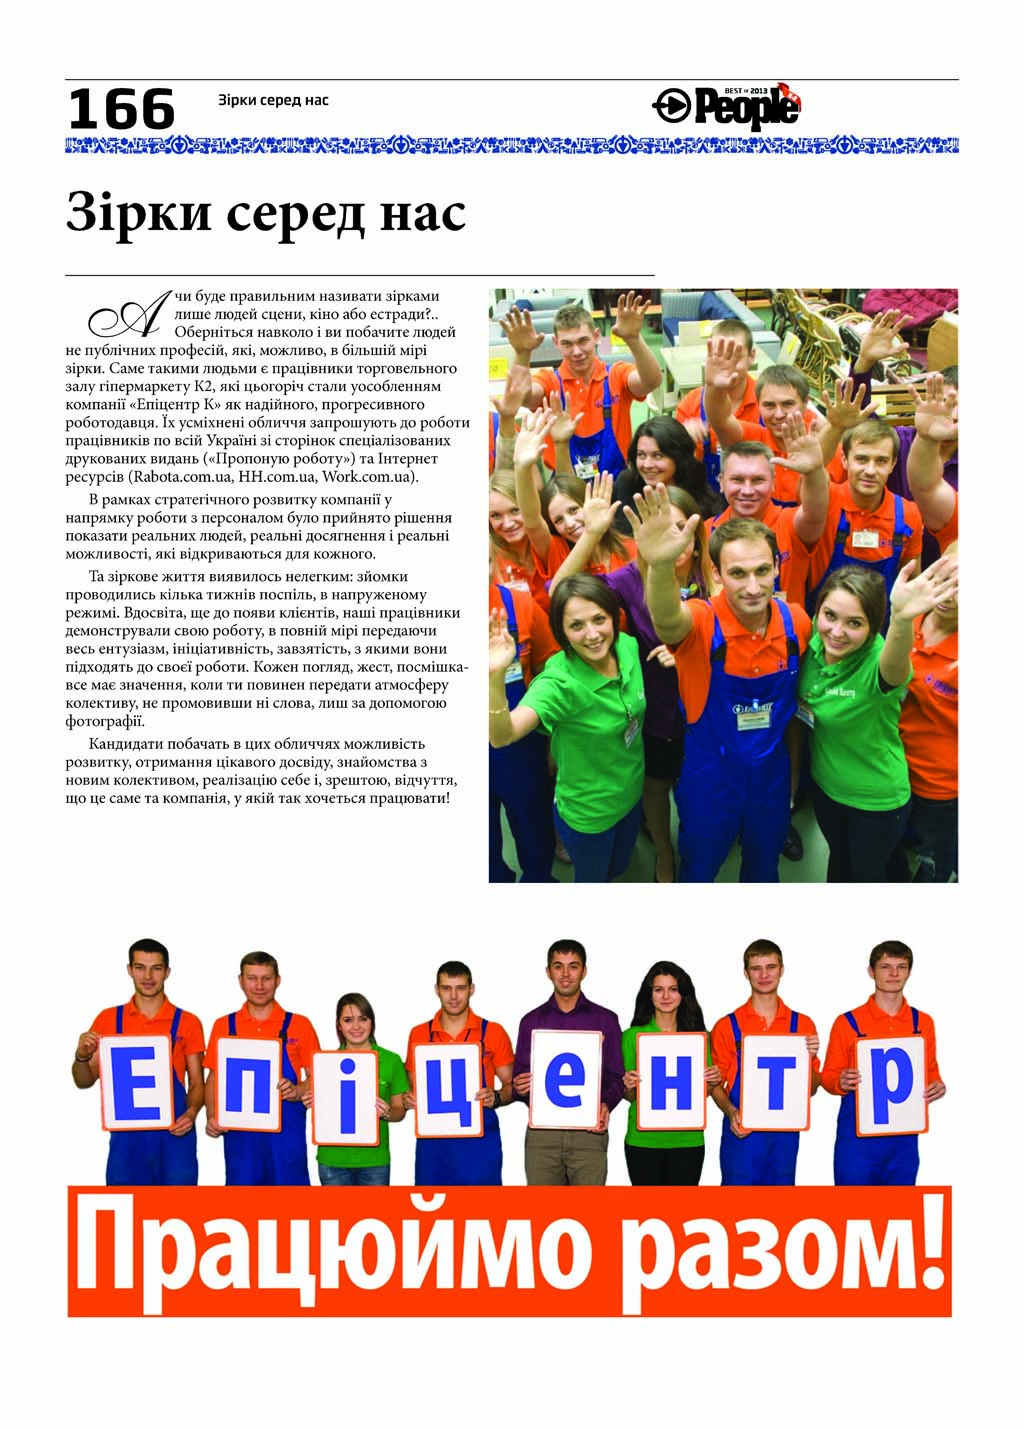 166
Зірки серед нас
BEST OF 2013
People
Зірки серед нас
А чи буде правильним називати зірками
лише людей сцени, кіно або естради?..
Оберніться навколо і ви побачите людей
не публічних професій, які, можливо, в більшій мірі
зірки. Саме такими людьми є працівники торговельного
залу гіпермаркету К2, які цьогоріч стали уособленням
компанії «Епіцентр К» як надійного, прогресивного
роботодавця. Їх усміхнені обличчя запрошують до роботи
працівників по всій Україні зі сторінок спеціалізованих
друкованих видань («Пропоную роботу») та Інтернет
ресурсів (Rabota.com.ua, HH.com.ua, Work.com.ua).
В рамках стратегічного розвитку компанії у
напрямку роботи з персоналом було прийнято рішення
показати реальних людей, реальні досягнення і реальні
можливості, які відкриваються для кожного.
Та зіркове життя виявилось нелегким: зйомки
проводились кілька тижнів поспіль, в напруженому
режимі. Вдосвіта, ще до появи клієнтів, наші працівники
демонстрували свою роботу, в повній мірі передаючи
весь ентузіазм, ініціативність, завзятість, з якими вони
підходять до своєї роботи. Кожен погляд, жест, посмішка-
все має значення, коли ти повинен передати атмосферу
колективу, не промовивши ні слова, лиш за допомогою
фотографії.
Кандидати побачать в цих обличчях можливість
розвитку, отримання цікавого досвіду, знайомства з
новим колективом, реалізацію себе і, зрештою, відчуття,
що це саме та компанія, у якій так хочеться працювати!
Епіцентр
Працюймо разом!